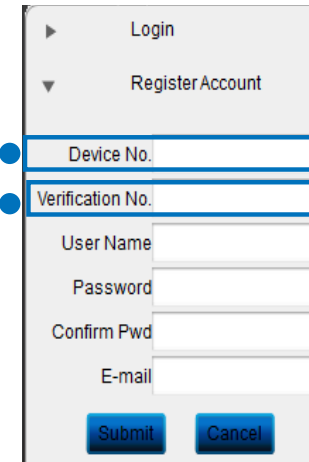 Login
Register Account
Device No.
Verification No.
User Name
Password
Confirm Pwd
E-mail
Submit Cancel